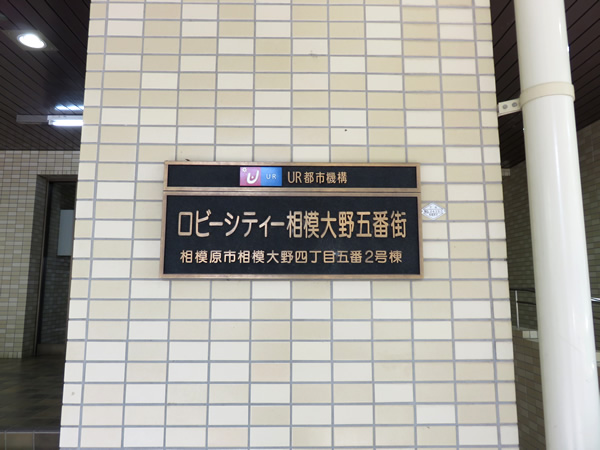 UR UR都市機構
ロビーシティー相模大野五番街
相模原市相模大野四丁目五番2号棟